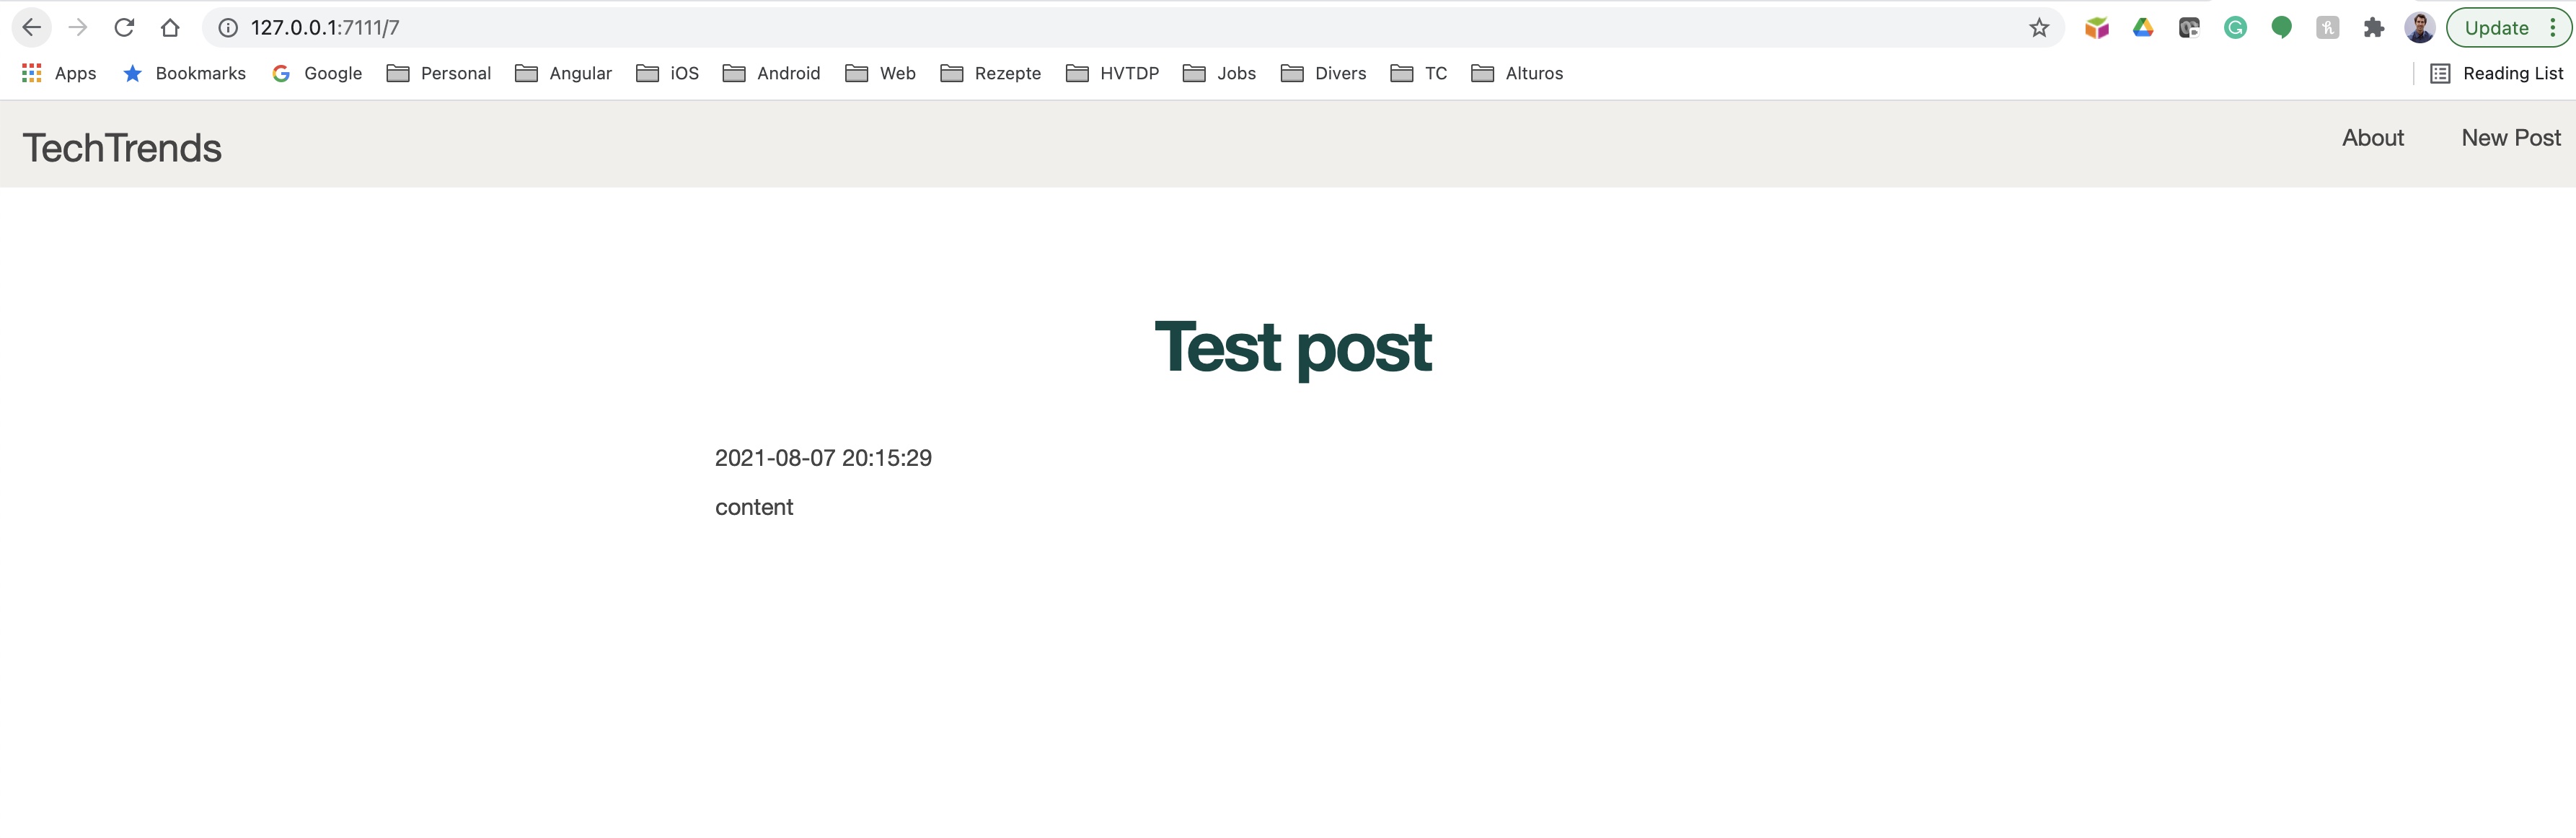 127.0.0.1:7111/7
Update
Apps Bookmarks Google Personal Angular iOS Android Web Rezepte HVTDP Jobs Divers TC Alturos Reading List
TechTrends About New Post
Test post
2021-08-07 20:15:29
content